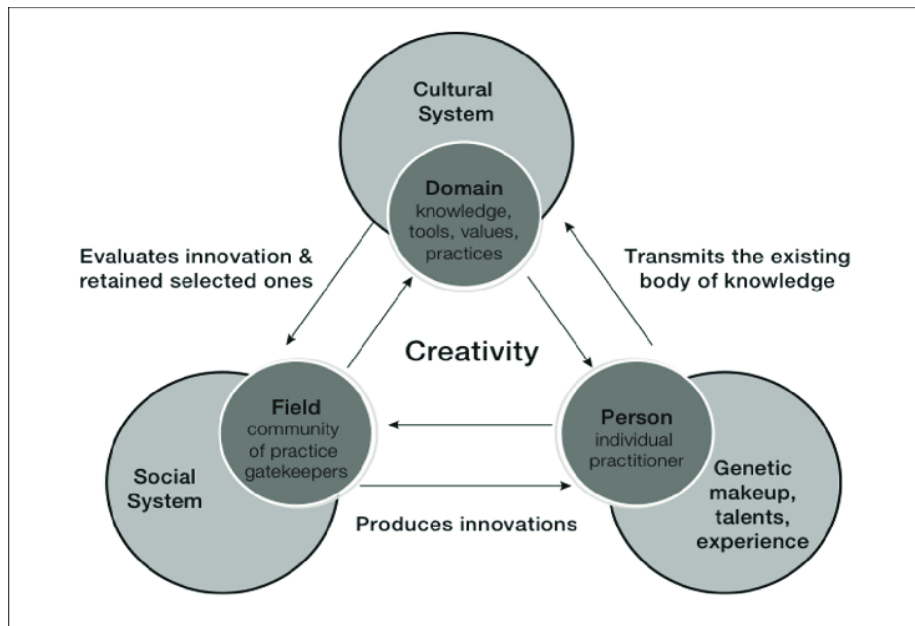 Cultural
System
Domain
knowledge,
tools, values,
practices
Evaluates innovation &
retained selected ones
Transmits the existing
body of knowledge
Creativity
Field
community
of practice
gatekeepers
Social
System
Person
individual
practitioner
Genetic
makeup,
talents,
experience
Produces innovations